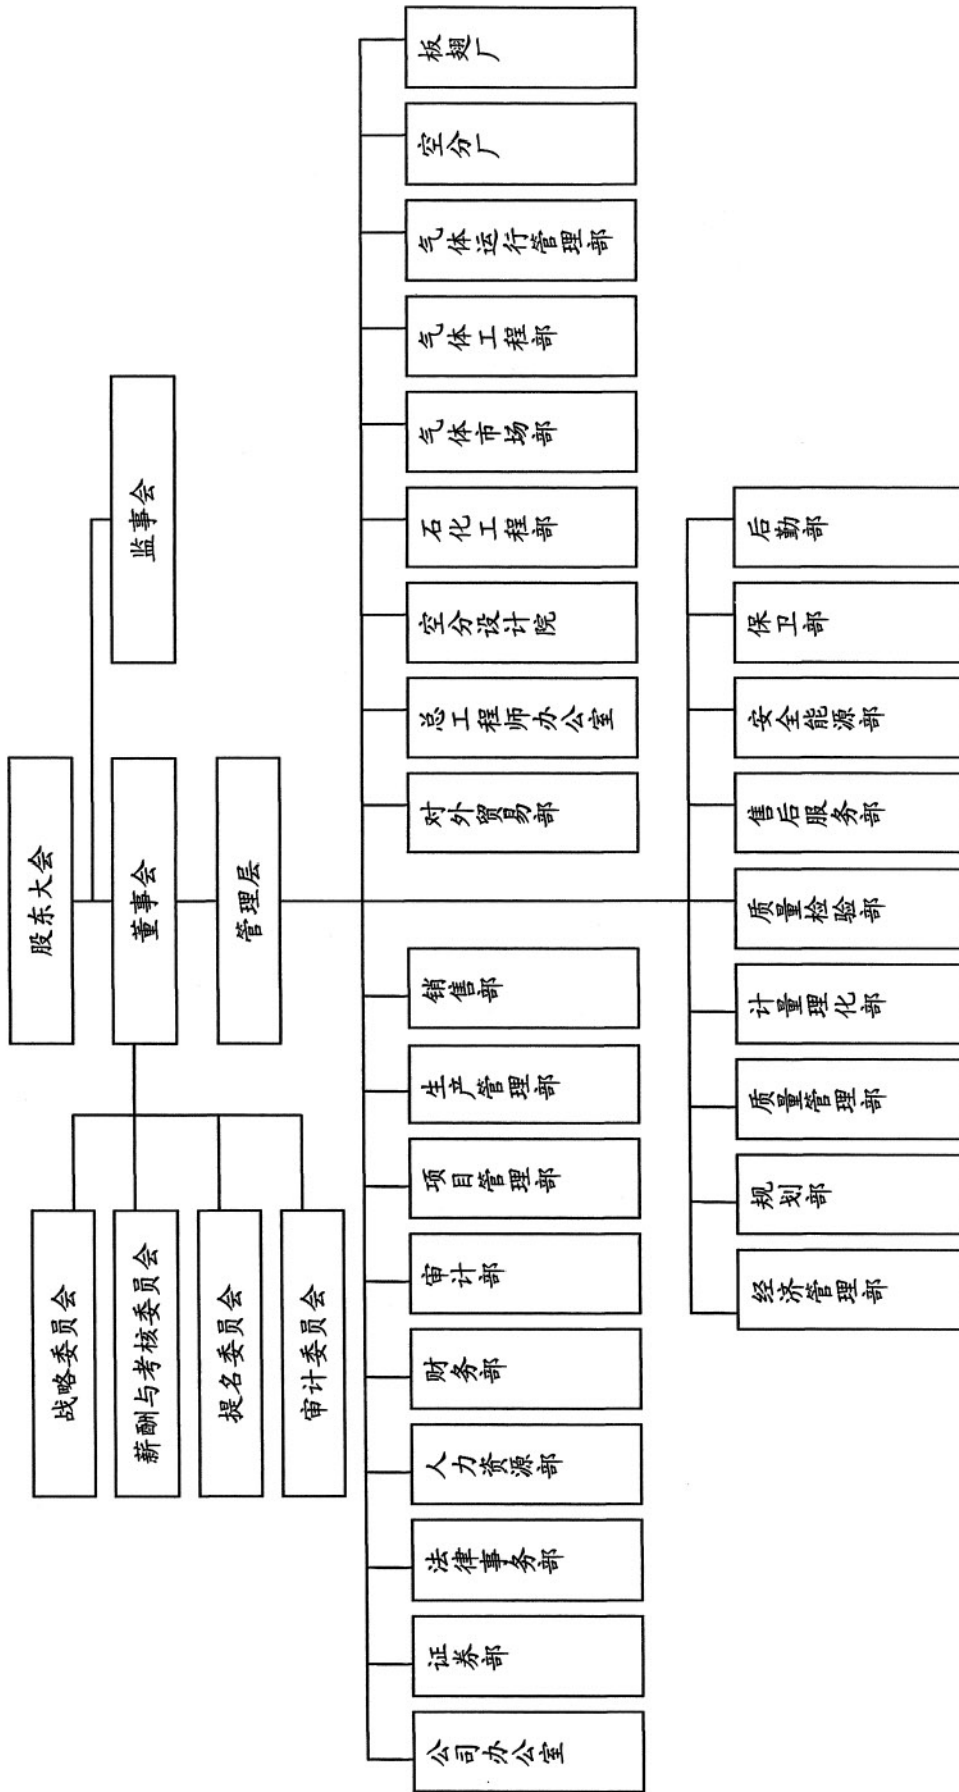 股东大会
监事会
董事会
战略委员会
薪酬与考核委员会
提名委员会
审计委员会
管理层
公司办公室
证券部
法律事务部
人力资源部
财务部
审计部
项目管理部
生产管理部
销售部
对外贸易部
总工程师办公室
空分设计院
石化工程部
气体市场部
气体工程部
气体运行管理部
空分厂
板翅厂
经济管理部
规划部
质量管理部
计量理化部
质量检验部
售后服务部
安全能源部
保卫部
后勤部